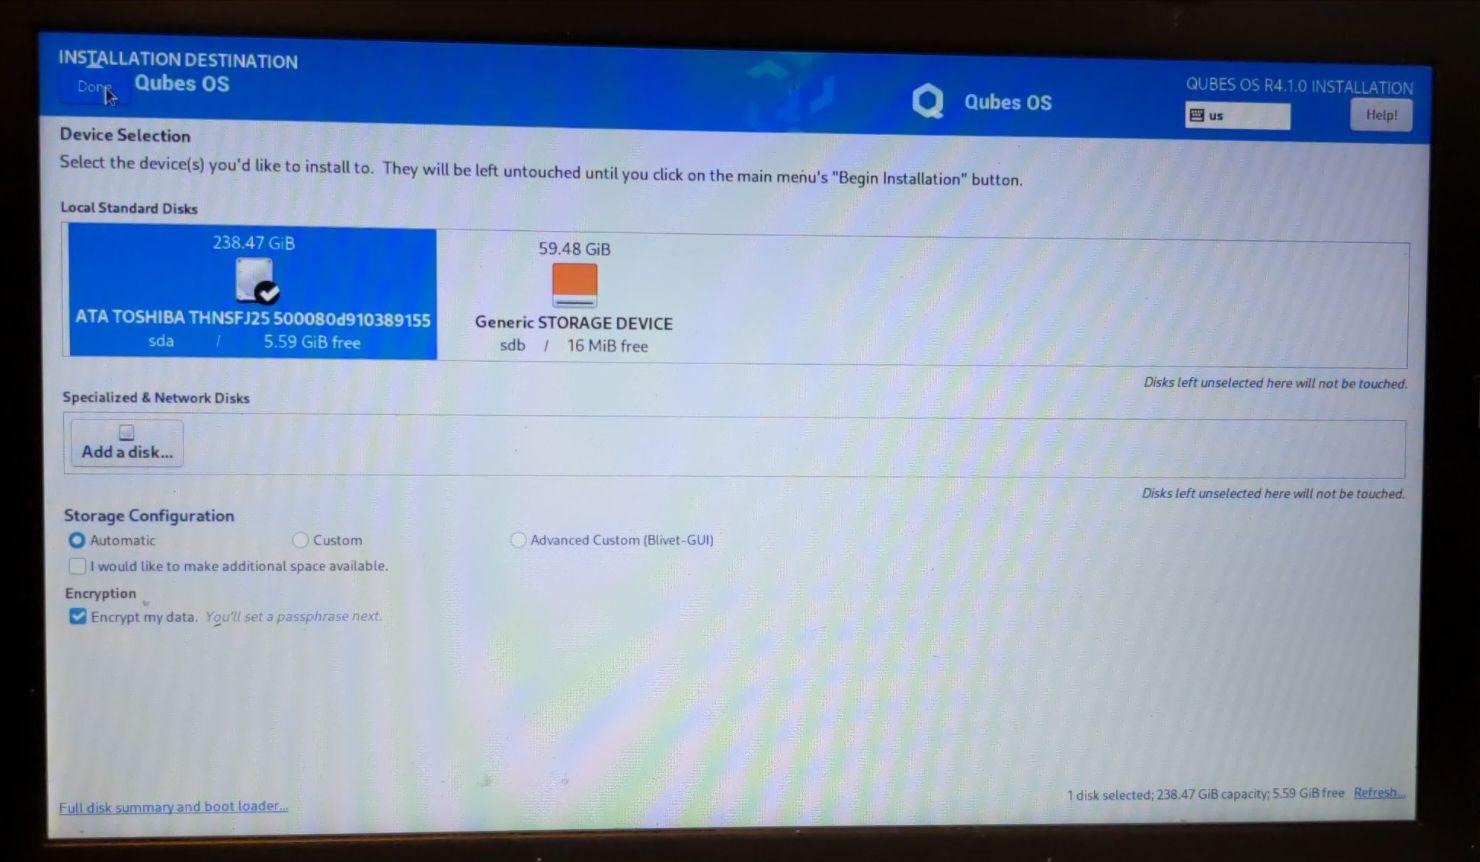 INSTALLATION DESTINATION
Done
Qubes OS
Qubes OS
QUBES OS R4.1.0 INSTALLATION
us
Help!
Device Selection
Select the device(s) you'd like to install to. They will be left untouched until you click on the main menu's "Begin Installation" button.
Local Standard Disks
238.47 GiB
ATA TOSHIBA THNSFJ25 500080d910389155
sda / 5.59 GiB free
59.48 GiB
Generic STORAGE DEVICE
sdb / 16 MiB free
Disks left unselected here will not be touched.
Specialized & Network Disks
Add a disk...
Disks left unselected here will not be touched.
Storage Configuration
Automatic
Custom
Advanced Custom (Blivet-GUI)
I would like to make additional space available.
Encryption
Encrypt my data. You'll set a passphrase next.
Full disk summary and boot loader...
1 disk selected; 238.47 GiB capacity; 5.59 GiB free Refresh...